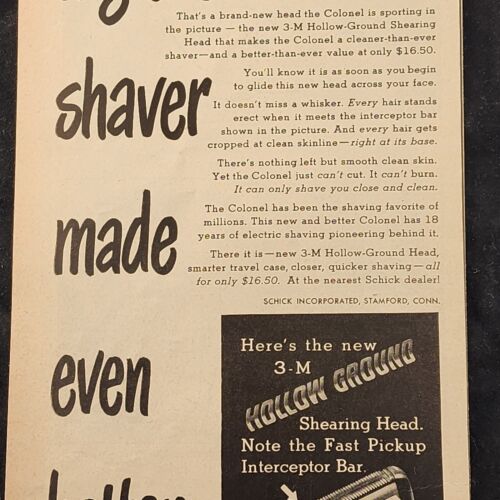 That's a brand-new head the Colonel is sporting in
the picture — the new 3-M Hollow-Ground Shearing
Head that makes the Colonel a cleaner-than-ever
shaver—and a better-than-ever value at only $16.50.
You'll know it is as soon as you begin
to glide this new head across your face.
It doesn't miss a whisker. Every hair stands
erect when it meets the interceptor bar
shown in the picture. And every hair gets
cropped at clean skinline—right at its base.
There's nothing left but smooth clean skin.
Yet the Colonel just can't cut. It can't burn.
It can only shave you close and clean.
The Colonel has been the shaving favorite of
millions. This new and better Colonel has 18
years of electric shaving pioneering behind it.
There it is—new 3-M Hollow-Ground Head,
smarter travel case, closer, quicker shaving—all
for only $16.50. At the nearest Schick dealer!
SCHICK INCORPORATED, STAMFORD, CONN.
shaver
made
even
Here's the new
3-M
HOLLOW GROUND
Shearing Head.
Note the Fast Pickup
Interceptor Bar.